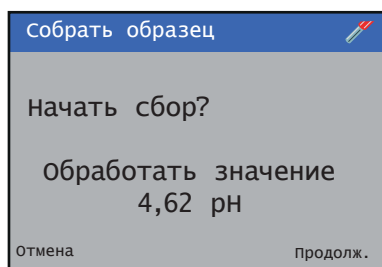 Собрать образец
Начать сбор?
Обработать значение
4,62 pH
Отмена Продолж.